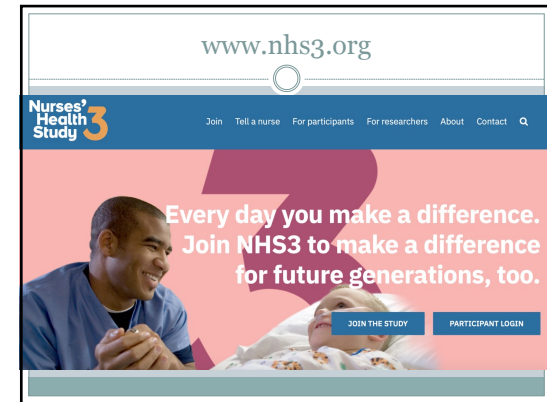 www.nhs3.org
Nurses'
Health
Study 3
Join Tell a nurse For participants For researchers About Contact
Every day you make a difference.
Join NHS3 to make a difference
for future generations, too.
JOIN THE STUDY PARTICIPANT LOGIN